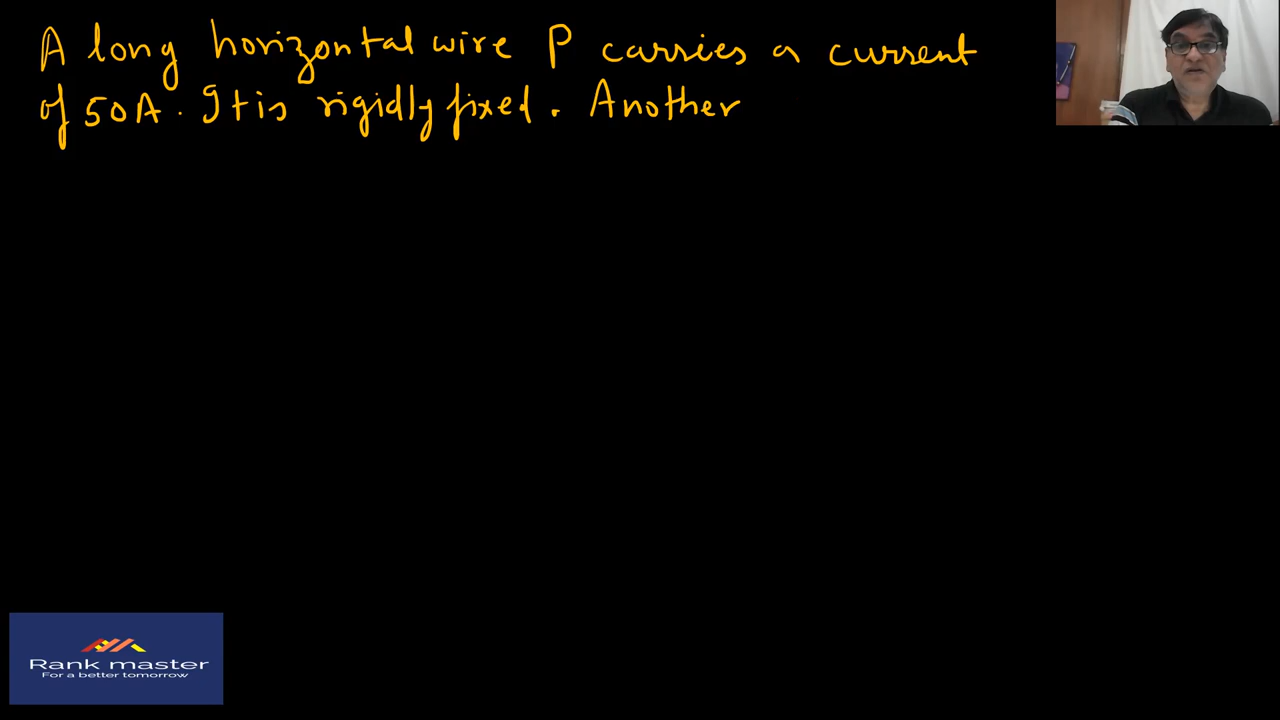 A long horizontal wire P carries a current
of 50A. It is rigidly fixed. Another
Rank master
For a better tomorrow